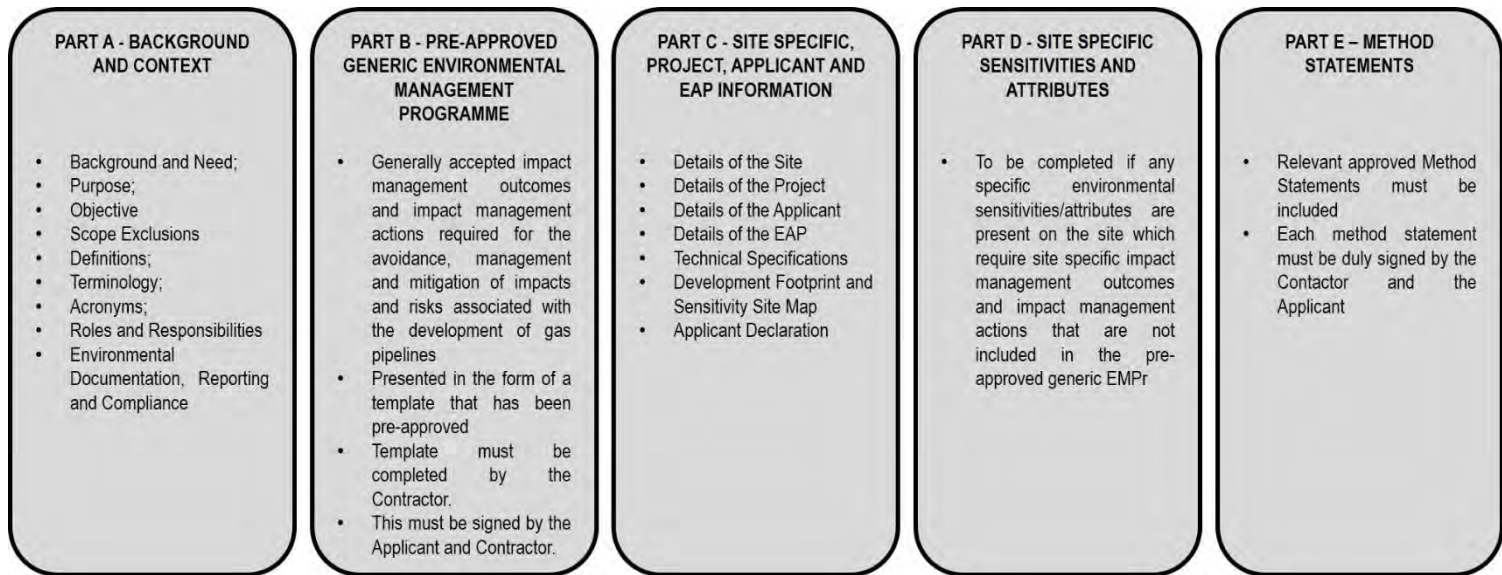 PART A - BACKGROUND
AND CONTEXT
• Background and Need;
• Purpose;
• Objective
• Scope Exclusions
• Definitions;
• Terminology;
• Acronyms;
• Roles and Responsibilities
• Environmental
Documentation, Reporting
and Compliance
PART B - PRE-APPROVED
GENERIC ENVIRONMENTAL
MANAGEMENT
PROGRAMME
• Generally accepted impact
management outcomes
and impact management
actions required for the
avoidance, management
and mitigation of impacts
and risks associated with
the development of gas
pipelines
• Presented in the form of a
template that has been
pre-approved
• Template must be
completed by the
Contractor.
• This must be signed by the
Applicant and Contractor.
PART C - SITE SPECIFIC,
PROJECT, APPLICANT AND
EAP INFORMATION
• Details of the Site
• Details of the Project
• Details of the Applicant
• Details of the EAP
• Technical Specifications
• Development Footprint and
Sensitivity Site Map
• Applicant Declaration
PART D - SITE SPECIFIC
SENSITIVITIES AND
ATTRIBUTES
• To be completed if any
specific environmental
sensitivities/attributes are
present on the site which
require site specific impact
management outcomes
and impact management
actions that are not
included in the pre-
approved generic EMPr
PART E – METHOD
STATEMENTS
• Relevant approved Method
Statements must be
included
• Each method statement
must be duly signed by the
Contactor and the
Applicant